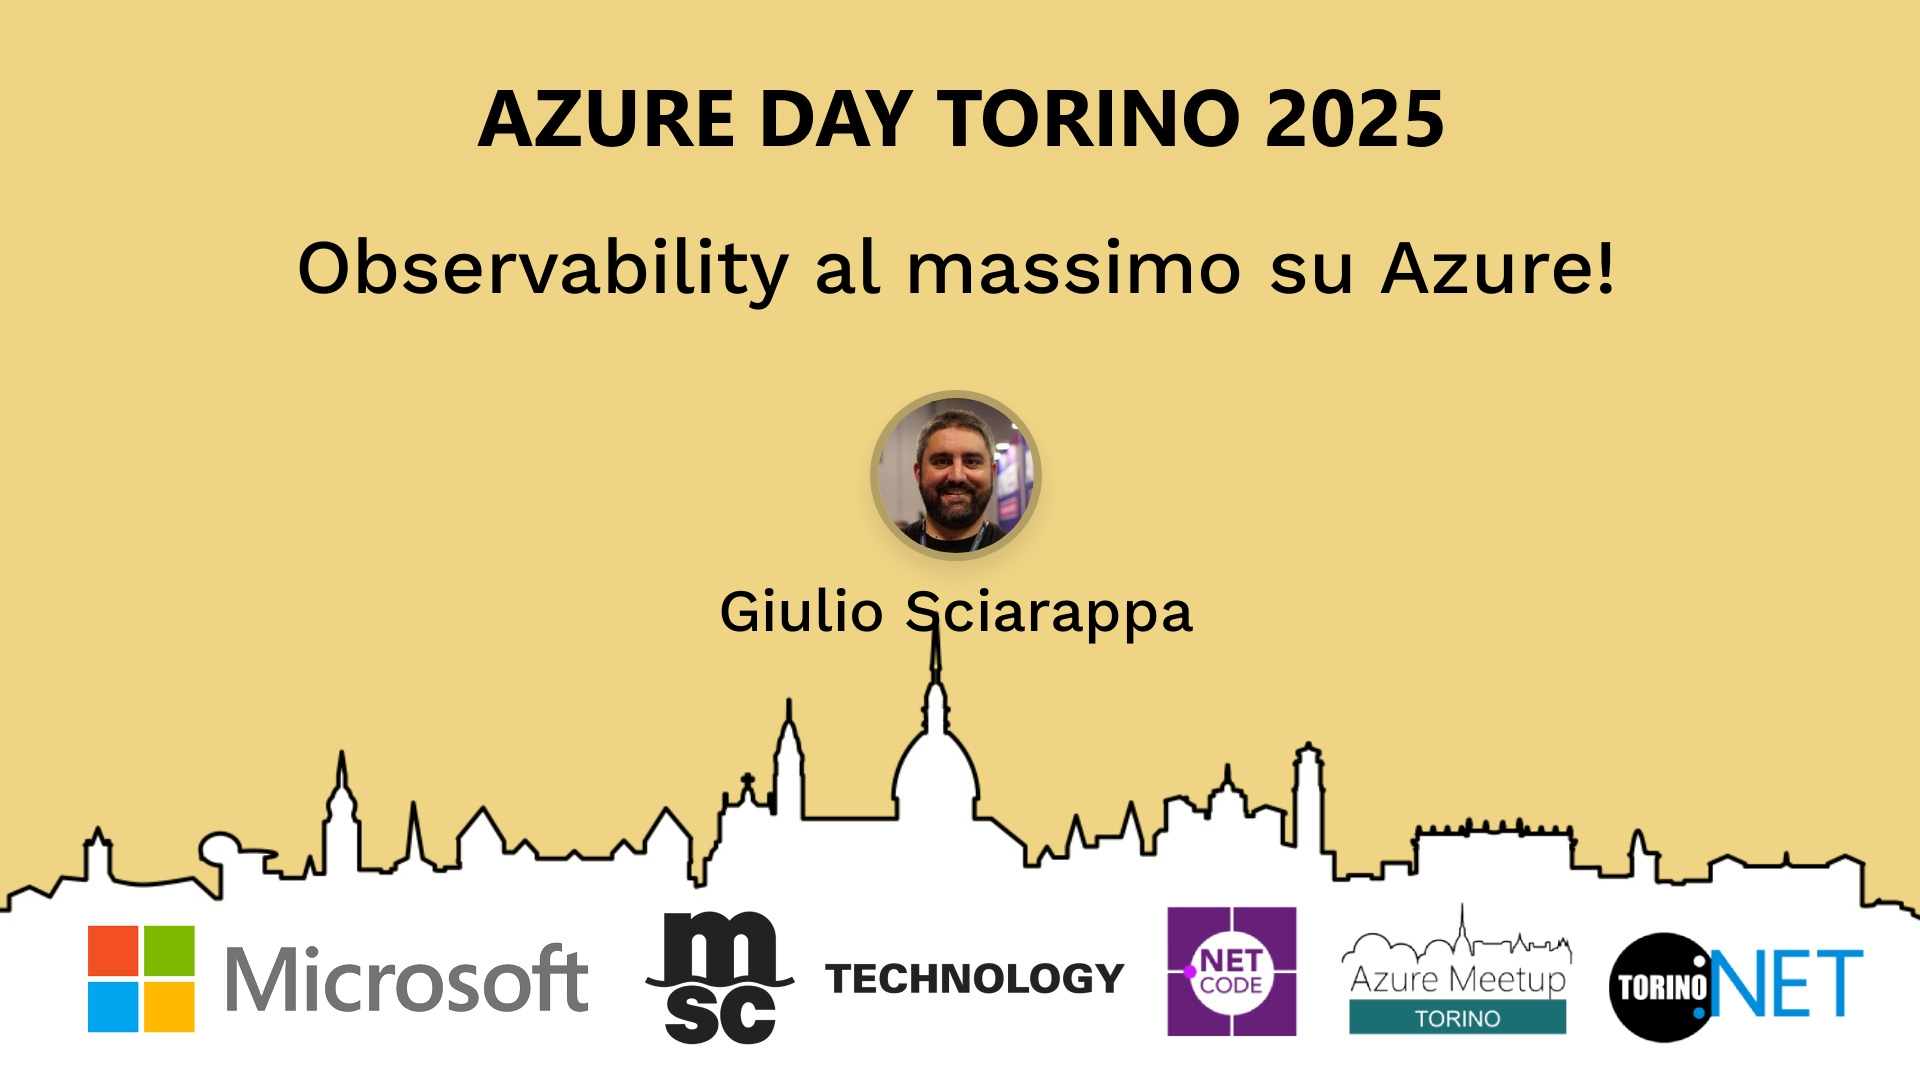 AZURE DAY TORINO 2025
Observability al massimo su Azure!
Giulio Sciarappa
Microsoft
msc TECHNOLOGY
NET
CODE
Azure Meetup
TORINO
TORINO NET